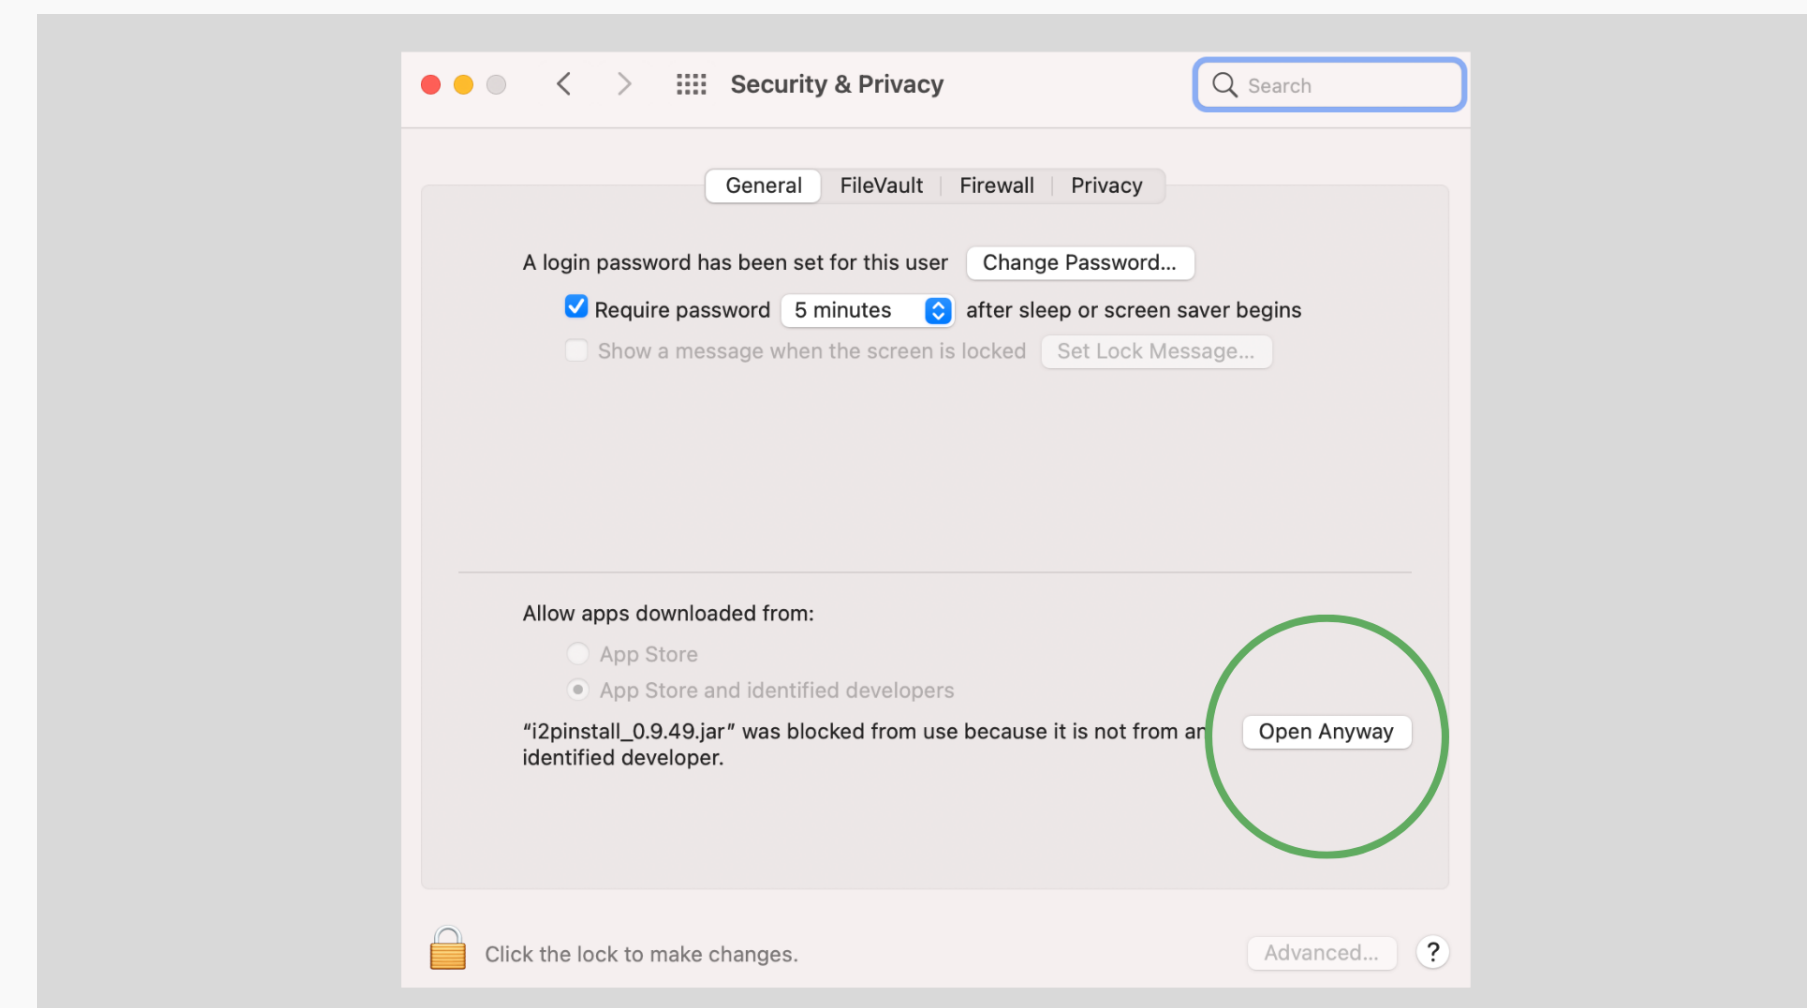 Security & Privacy
Search
General FileVault Firewall Privacy
A login password has been set for this user Change Password...
Require password 5 minutes after sleep or screen saver begins
Show a message when the screen is locked Set Lock Message...
Allow apps downloaded from:
App Store
App Store and identified developers
“i2pinstall_0.9.49.jar” was blocked from use because it is not from an Open Anyway
identified developer.
Click the lock to make changes.
Advanced... ?